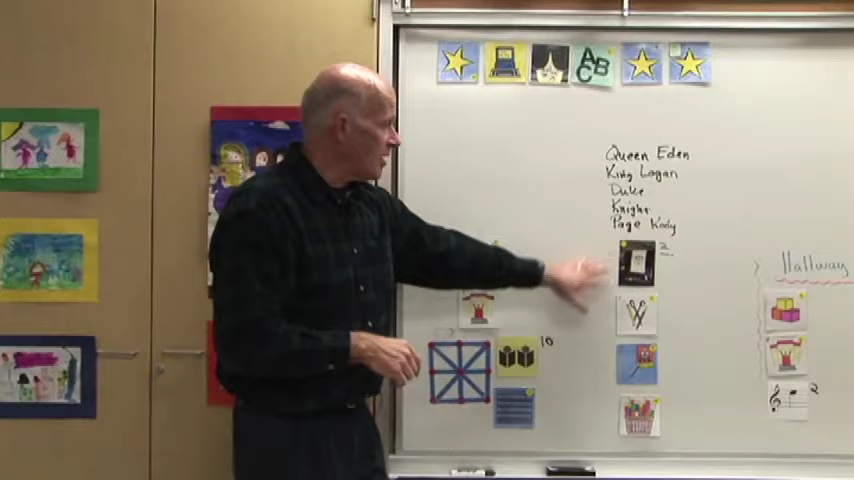 ABC
Queen Eden
King Logan
Duke
Knight
Page Kody
2
Hallway
10
2